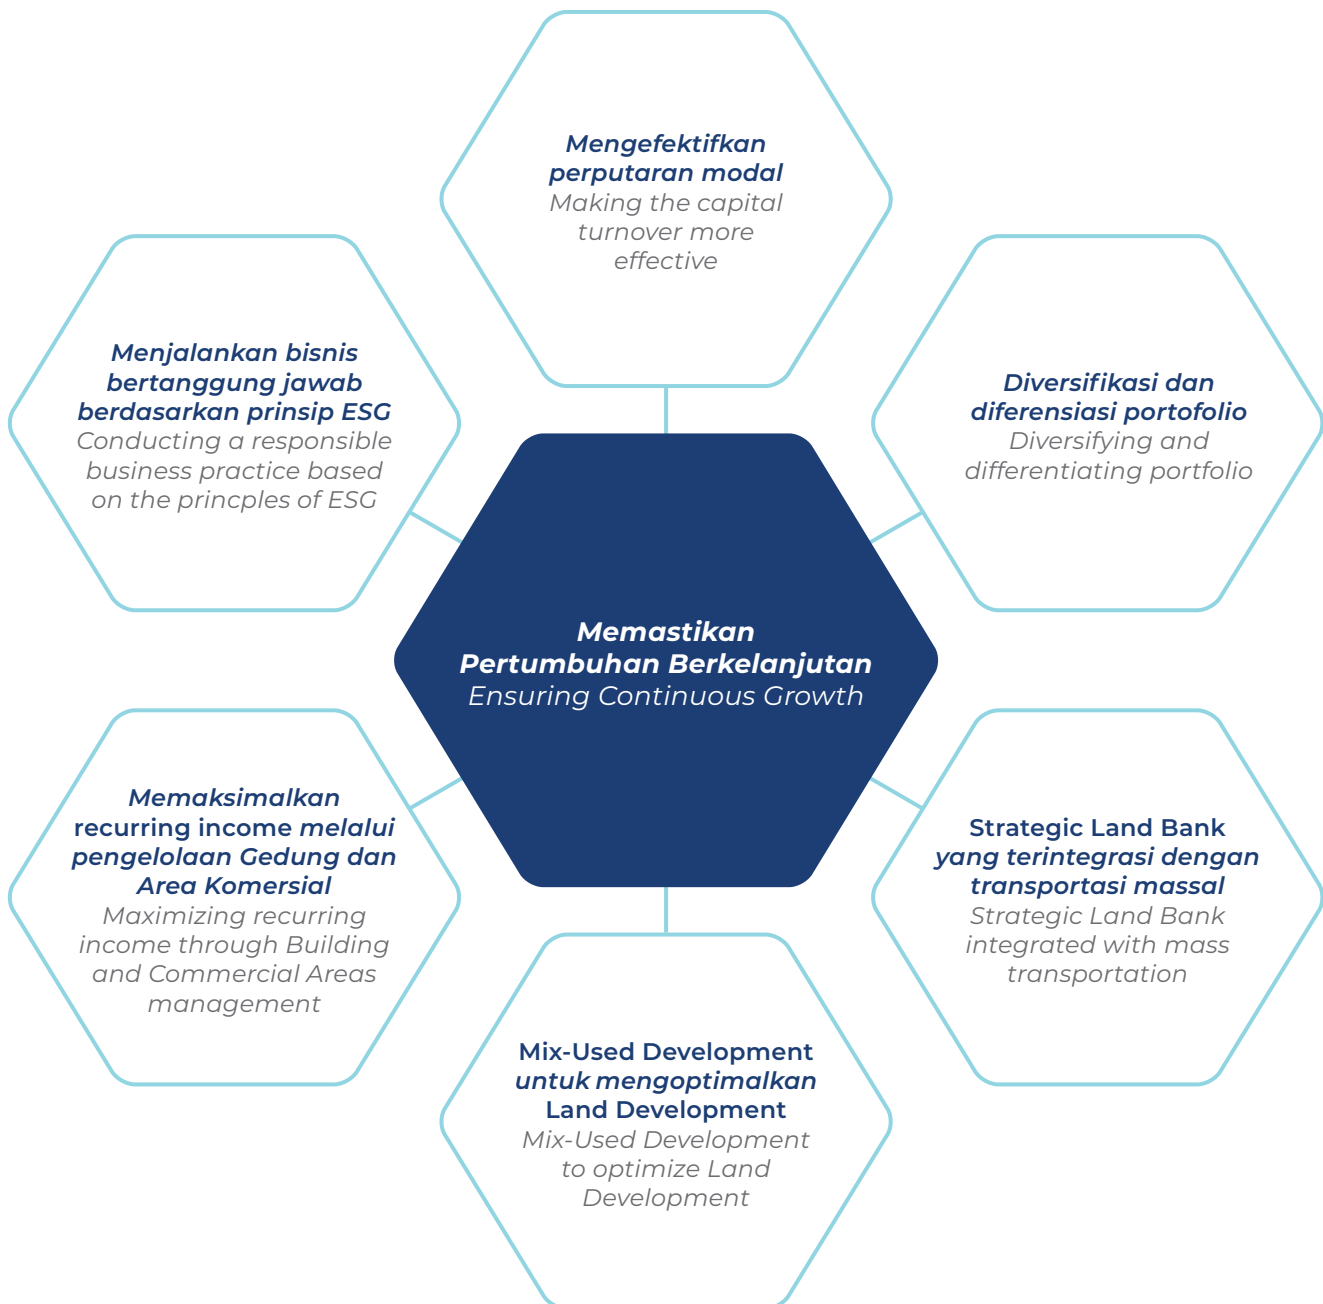 Mengefektifkan
perputaran modal
Making the capital
turnover more
effective
Menjalankan bisnis
bertanggung jawab
berdasarkan prinsip ESG
Conducting a responsible
business practice based
on the princples of ESG
Diversifikasi dan
diferensiasi portofolio
Diversifying and
differentiating portfolio
Memastikan
Pertumbuhan Berkelanjutan
Ensuring Continuous Growth
Memaksimalkan
recurring income melalui
pengelolaan Gedung dan
Area Komersial
Maximizing recurring
income through Building
and Commercial Areas
management
Strategic Land Bank
yang terintegrasi dengan
transportasi massal
Strategic Land Bank
integrated with mass
transportation
Mix-Used Development
untuk mengoptimalkan
Land Development
Mix-Used Development
to optimize Land
Development